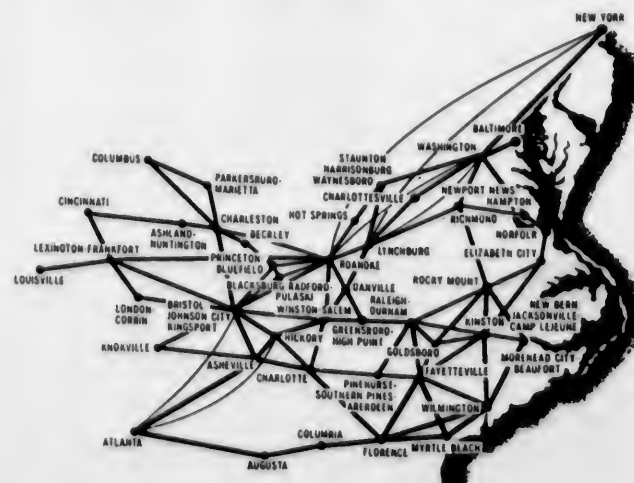 NEW YORK
BALTIMORE
WASHINGTON
COLUMBUS
STAUNTON
HARRISONBURG
WAYNESBORO
PARKERSBURG-
MARIETTA
CHARLOTTESVILLE
NEWPORT NEWS
HAMPTON
CINCINNATI
HOT SPRINGS
RICHMOND
CHARLESTON
NORFOLK
ASHLAND-
HUNTINGTON
BECKLEY
LEXINGTON-FRANKFORT
LYNCHBURG
ELIZABETH CITY
PRINCETON
BLUEFIELD
ROANOKE
LOUISVILLE
ROCKY MOUNT
BLACKSBURG RADFORD-
PULASKI
DANVILLE
LONDON-
CORBIN
BRISTOL
JOHNSON CITY
KINGSPORT
WINSTON SALEM
RALEIGH-
DURHAM
NEW BERN
JACKSONVILLE
CAMP LEJEUNE
GREENSBORO-
HIGH POINT
KINSTON
HICKORY
KNOXVILLE
GOLDSBORO
MOREHEAD CITY
BEAUFORT
ASHEVILLE
CHARLOTTE
FAYETTEVILLE
PINEHURST-
SOUTHERN PINES-
ABERDEEN
WILMINGTON
ATLANTA
COLUMBIA
FLORENCE
MYRTLE BEACH
AUGUSTA